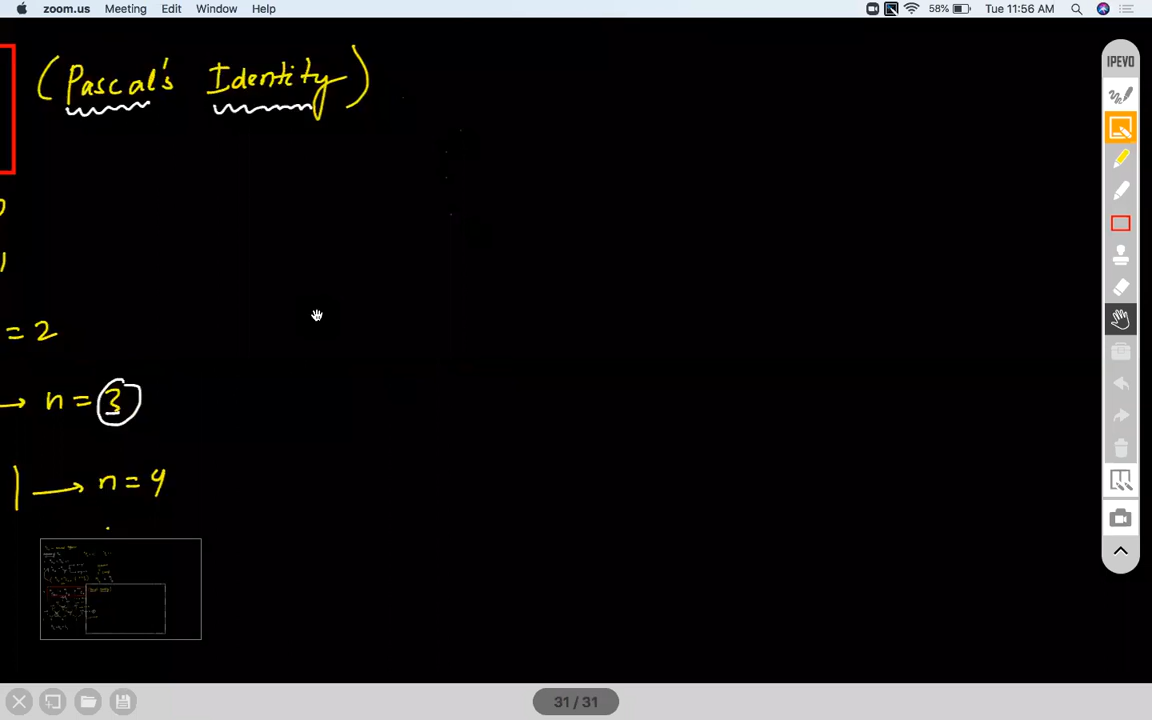 zoom.us Meeting Edit Window Help 58% Tue 11:56 AM
IPEVO
(Pascal's Identity)
= 2
→ n = 3
1 → n = 4
31 / 31